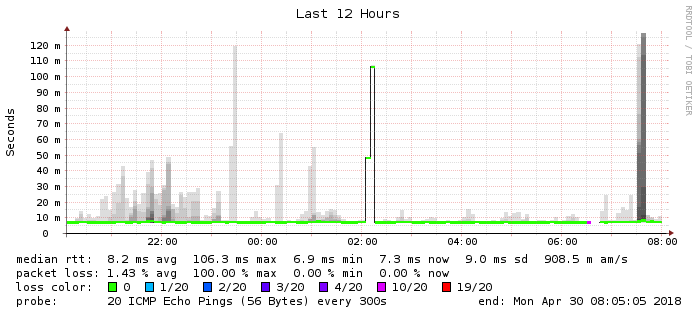 Last 12 Hours
RRDTOOL / TOBI OETIKER
Seconds
120 m
110 m
100 m
90 m
80 m
70 m
60 m
50 m
40 m
30 m
20 m
10 m
0
22:00 00:00 02:00 04:00 06:00 08:00
median rtt: 8.2 ms avg 106.3 ms max 6.9 ms min 7.3 ms now 9.0 ms sd 908.5 m am/s
packet loss: 1.43 % avg 100.00 % max 0.00 % min 0.00 % now
loss color: 0 1/20 2/20 3/20 4/20 10/20 19/20
probe: 20 ICMP Echo Pings (56 Bytes) every 300s end: Mon Apr 30 08:05:05 2018